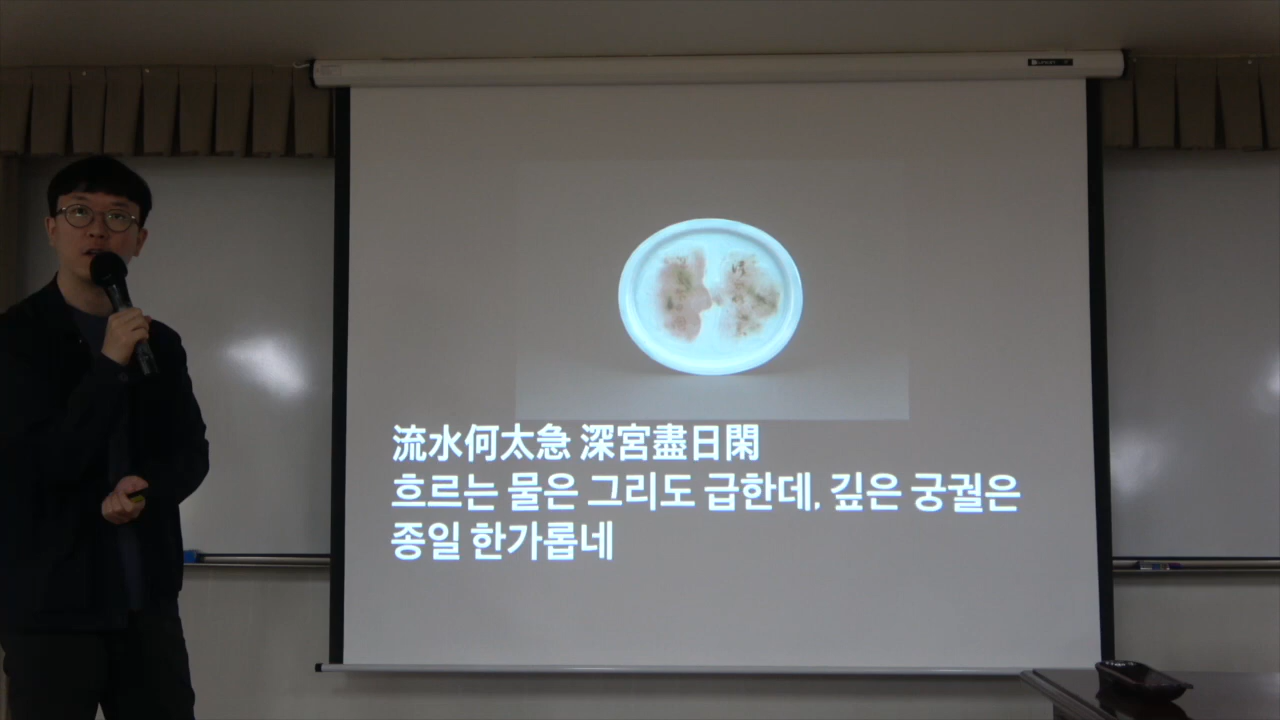 流水何太急 深宮盡日閑
흐르는 물은 그리도 급한데, 깊은 궁궐은
종일 한가롭네